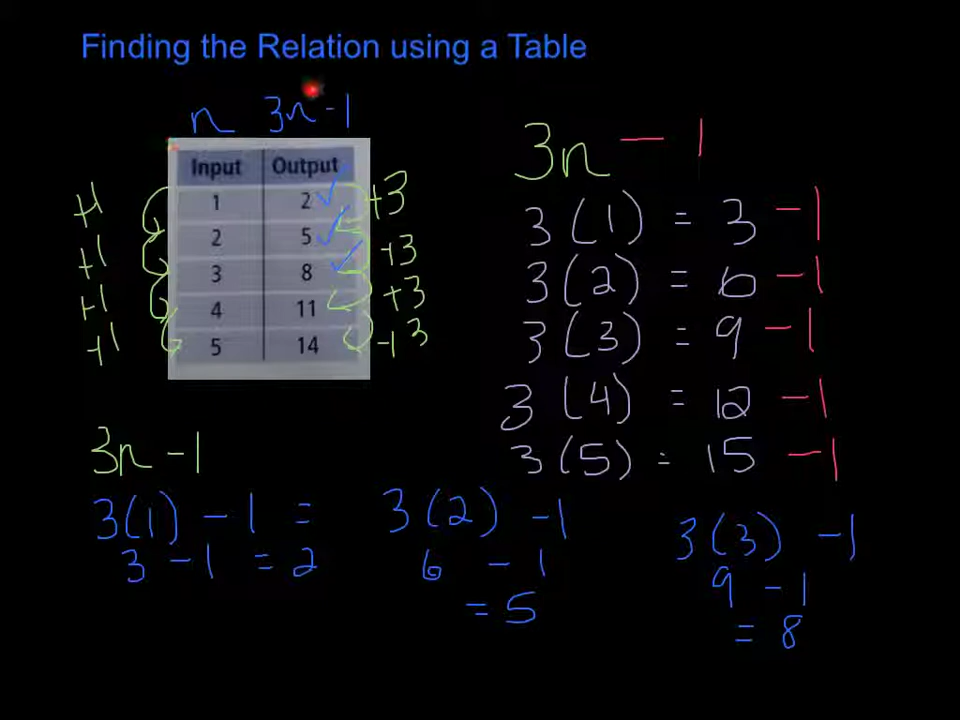 Finding the Relation using a Table
n 3n-1
Input Output
1 2
2 5
3 8
4 11
5 14
+1 +3
+1 +3
+1 +3
+1 +3
3n - 1
3(1) = 3 - 1
3(2) = 6 - 1
3(3) = 9 - 1
3(4) = 12 - 1
3(5) = 15 - 1
3n - 1
3(1) - 1 =
3 - 1 = 2
3(2) - 1
6 - 1
= 5
3(3) - 1
9 - 1
= 8